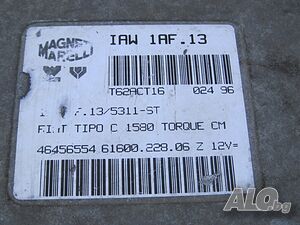 MAGNETI MARELLI
IAW 1AF.13
T62ACT16 024 96
.13/5311-ST
FIAT TIPO C 1580 TORQUE CM
46456554 61600.228.06 Z 12V=
ALO.bg